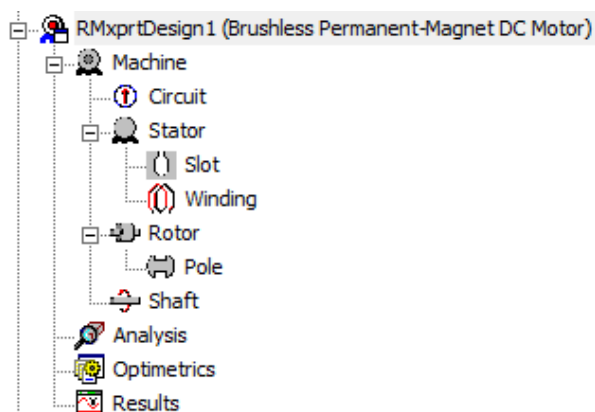 RMxprtDesign1 (Brushless Permanent-Magnet DC Motor)
Machine
Circuit
Stator
Slot
Winding
Rotor
Pole
Shaft
Analysis
Optimetrics
Results